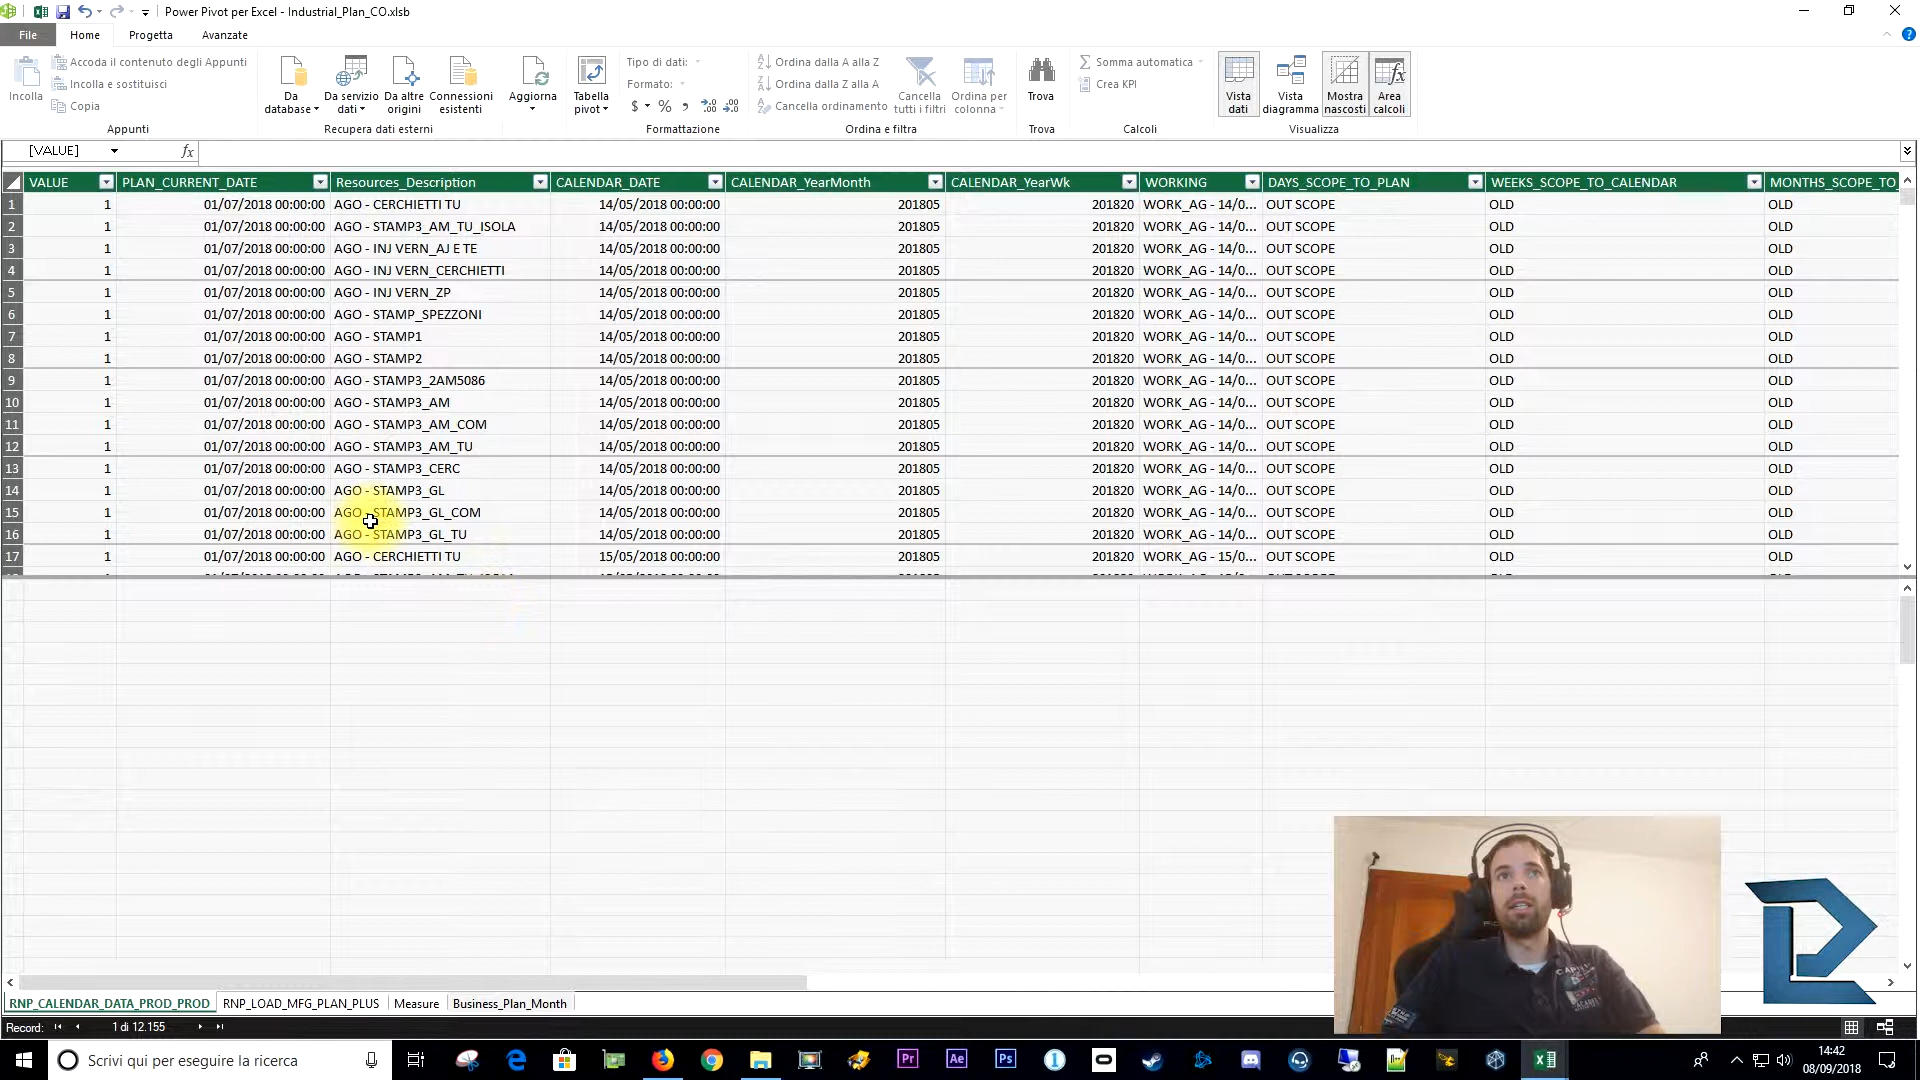 Power Pivot per Excel - Industrial_Plan_CO.xlsb
File Home Progetta Avanzate
Incolla
Accoda il contenuto degli Appunti
Incolla e sostituisci
Copia
Appunti
Da database
Da servizio dati
Da altre origini
Connessioni esistenti
Recupera dati esterni
Aggiorna
Tabella pivot
Tipo di dati:
Formato:
$ % ,
Formattazione
Ordina dalla A alla Z
Ordina dalla Z alla A
Cancella ordinamento
Cancella tutti i filtri
Ordina per colonna
Ordina e filtra
Trova
Trova
Somma automatica
Crea KPI
Calcoli
Vista dati
Vista diagramma
Mostra nascosti
Area calcoli
Visualizza
[VALUE] fx
VALUE PLAN_CURRENT_DATE Resources_Description CALENDAR_DATE CALENDAR_YearMonth CALENDAR_YearWk WORKING DAYS_SCOPE_TO_PLAN WEEKS_SCOPE_TO_CALENDAR MONTHS_SCOPE_TO_
1 1 01/07/2018 00:00:00 AGO - CERCHIETTI TU 14/05/2018 00:00:00 201805 201820 WORK_AG - 14/0... OUT SCOPE OLD OLD
2 1 01/07/2018 00:00:00 AGO - STAMP3_AM_TU_ISOLA 14/05/2018 00:00:00 201805 201820 WORK_AG - 14/0... OUT SCOPE OLD OLD
3 1 01/07/2018 00:00:00 AGO - INJ VERN_AJ E TE 14/05/2018 00:00:00 201805 201820 WORK_AG - 14/0... OUT SCOPE OLD OLD
4 1 01/07/2018 00:00:00 AGO - INJ VERN_CERCHIETTI 14/05/2018 00:00:00 201805 201820 WORK_AG - 14/0... OUT SCOPE OLD OLD
5 1 01/07/2018 00:00:00 AGO - INJ VERN_ZP 14/05/2018 00:00:00 201805 201820 WORK_AG - 14/0... OUT SCOPE OLD OLD
6 1 01/07/2018 00:00:00 AGO - STAMP_SPEZZONI 14/05/2018 00:00:00 201805 201820 WORK_AG - 14/0... OUT SCOPE OLD OLD
7 1 01/07/2018 00:00:00 AGO - STAMP1 14/05/2018 00:00:00 201805 201820 WORK_AG - 14/0... OUT SCOPE OLD OLD
8 1 01/07/2018 00:00:00 AGO - STAMP2 14/05/2018 00:00:00 201805 201820 WORK_AG - 14/0... OUT SCOPE OLD OLD
9 1 01/07/2018 00:00:00 AGO - STAMP3_2AM5086 14/05/2018 00:00:00 201805 201820 WORK_AG - 14/0... OUT SCOPE OLD OLD
10 1 01/07/2018 00:00:00 AGO - STAMP3_AM 14/05/2018 00:00:00 201805 201820 WORK_AG - 14/0... OUT SCOPE OLD OLD
11 1 01/07/2018 00:00:00 AGO - STAMP3_AM_COM 14/05/2018 00:00:00 201805 201820 WORK_AG - 14/0... OUT SCOPE OLD OLD
12 1 01/07/2018 00:00:00 AGO - STAMP3_AM_TU 14/05/2018 00:00:00 201805 201820 WORK_AG - 14/0... OUT SCOPE OLD OLD
13 1 01/07/2018 00:00:00 AGO - STAMP3_CERC 14/05/2018 00:00:00 201805 201820 WORK_AG - 14/0... OUT SCOPE OLD OLD
14 1 01/07/2018 00:00:00 AGO - STAMP3_GL 14/05/2018 00:00:00 201805 201820 WORK_AG - 14/0... OUT SCOPE OLD OLD
15 1 01/07/2018 00:00:00 AGO - STAMP3_GL_COM 14/05/2018 00:00:00 201805 201820 WORK_AG - 14/0... OUT SCOPE OLD OLD
16 1 01/07/2018 00:00:00 AGO - STAMP3_GL_TU 14/05/2018 00:00:00 201805 201820 WORK_AG - 14/0... OUT SCOPE OLD OLD
17 1 01/07/2018 00:00:00 AGO - CERCHIETTI TU 15/05/2018 00:00:00 201805 201820 WORK_AG - 15/0... OUT SCOPE OLD OLD
RNP_CALENDAR_DATA_PROD_PROD RNP_LOAD_MFG_PLAN_PLUS Measure Business_Plan_Month
Record: 1 di 12.155
Scrivi qui per eseguire la ricerca
Pr Ae Ps
14:42
08/09/2018